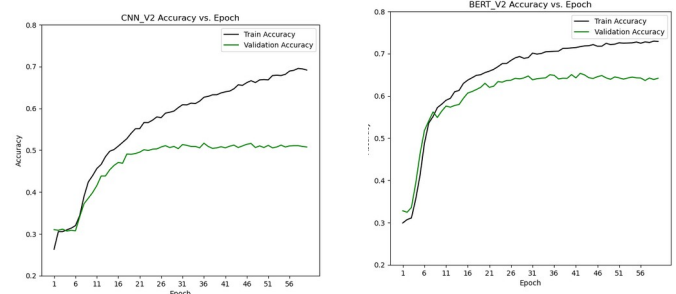 CNN_V2 Accuracy vs. Epoch
Train Accuracy
Validation Accuracy
Accuracy
0.8
0.7
0.6
0.5
0.4
0.3
0.2
1 6 11 16 21 26 31 36 41 46 51 56
Epoch
BERT_V2 Accuracy vs. Epoch
Train Accuracy
Validation Accuracy
0.8
0.7
0.6
0.5
0.4
0.3
0.2
1 6 11 16 21 26 31 36 41 46 51 56
Epoch